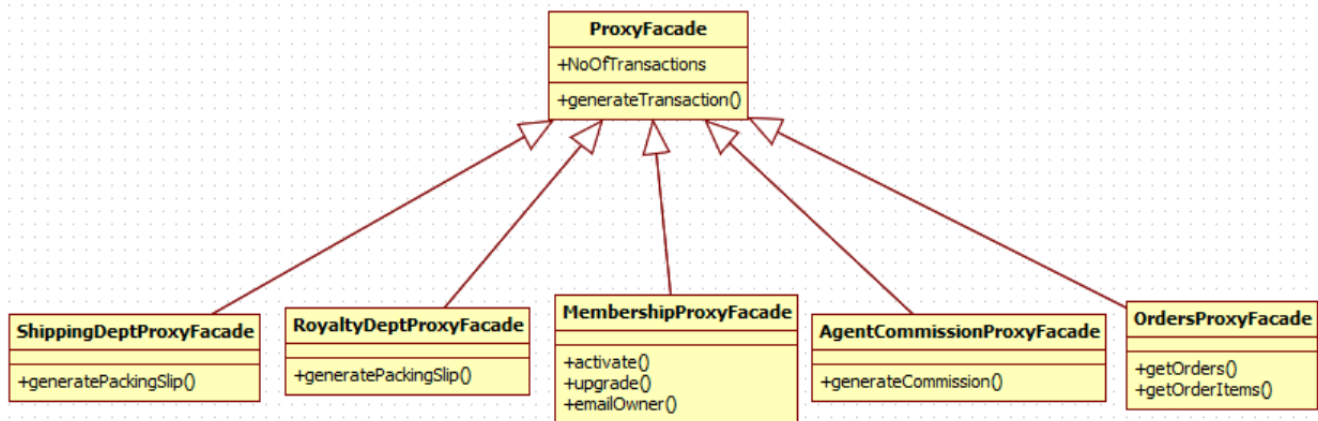 ProxyFacade
+NoOfTransactions
+generateTransaction()
ShippingDeptProxyFacade
+generatePackingSlip()
RoyaltyDeptProxyFacade
+generatePackingSlip()
MembershipProxyFacade
+activate()
+upgrade()
+emailOwner()
AgentCommissionProxyFacade
+generateCommission()
OrdersProxyFacade
+getOrders()
+getOrderItems()